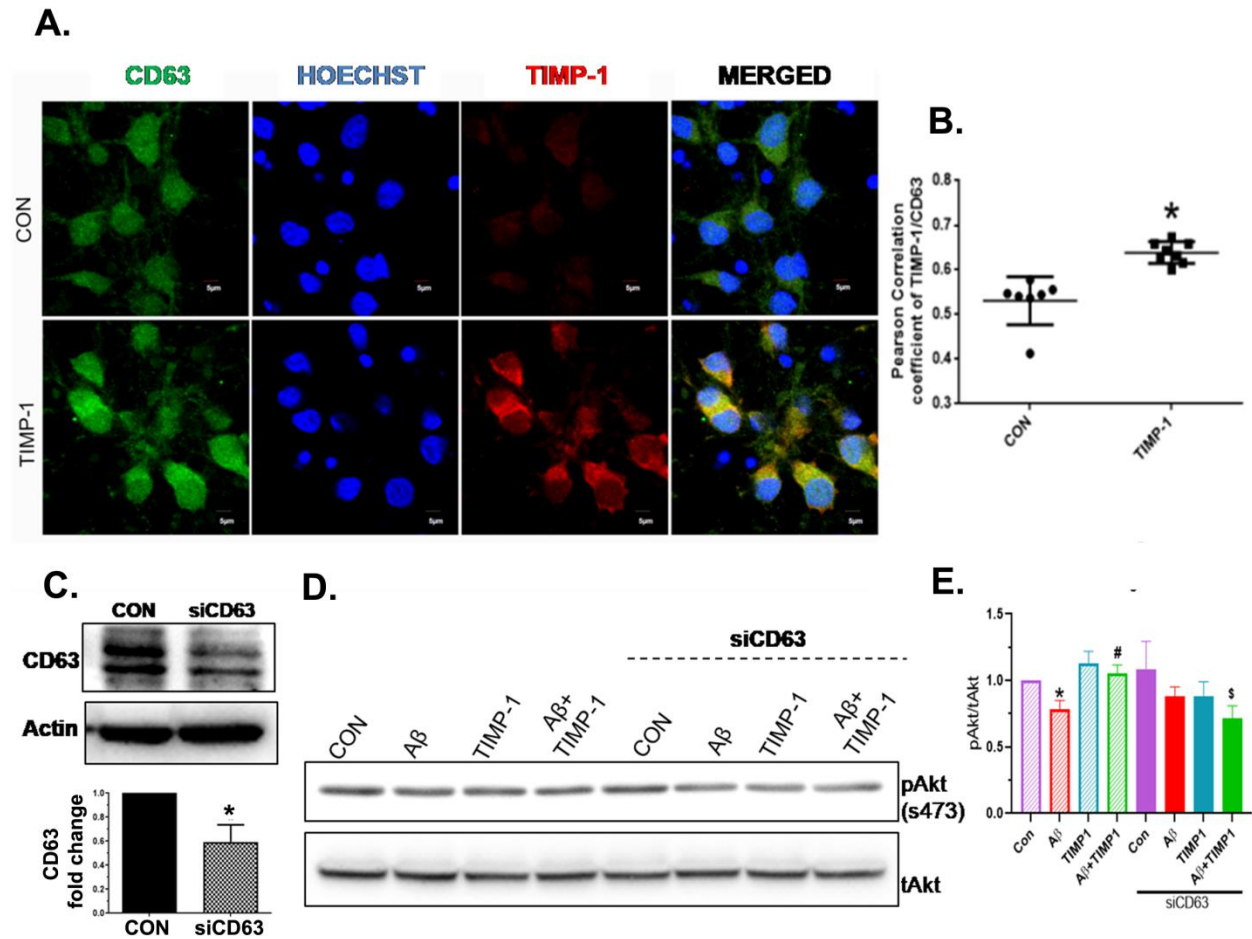 A.
CD63 HOECHST TIMP-1 MERGED
CON
5μm 5μm 5μm 5μm
TIMP-1
5μm 5μm 5μm 5μm
B.
Pearson Correlation
coefficient of TIMP-1/CD63
0.8
0.7
0.6
0.5
0.4
0.3
*
CON TIMP-1
C.
CON siCD63
CD63
Actin
CD63
fold change
1.0
0.8
0.6
0.4
0.2
0.0
*
CON siCD63
D.
siCD63
CON Aβ TIMP-1 Aβ+
TIMP-1 CON Aβ TIMP-1 Aβ+
TIMP-1
pAkt
(s473)
tAkt
E.
pAkt/tAkt
1.5
1.0
0.5
0.0
* # $
Con Aβ TIMP1 Aβ+TIMP1 Con Aβ TIMP1 Aβ+TIMP1
siCD63